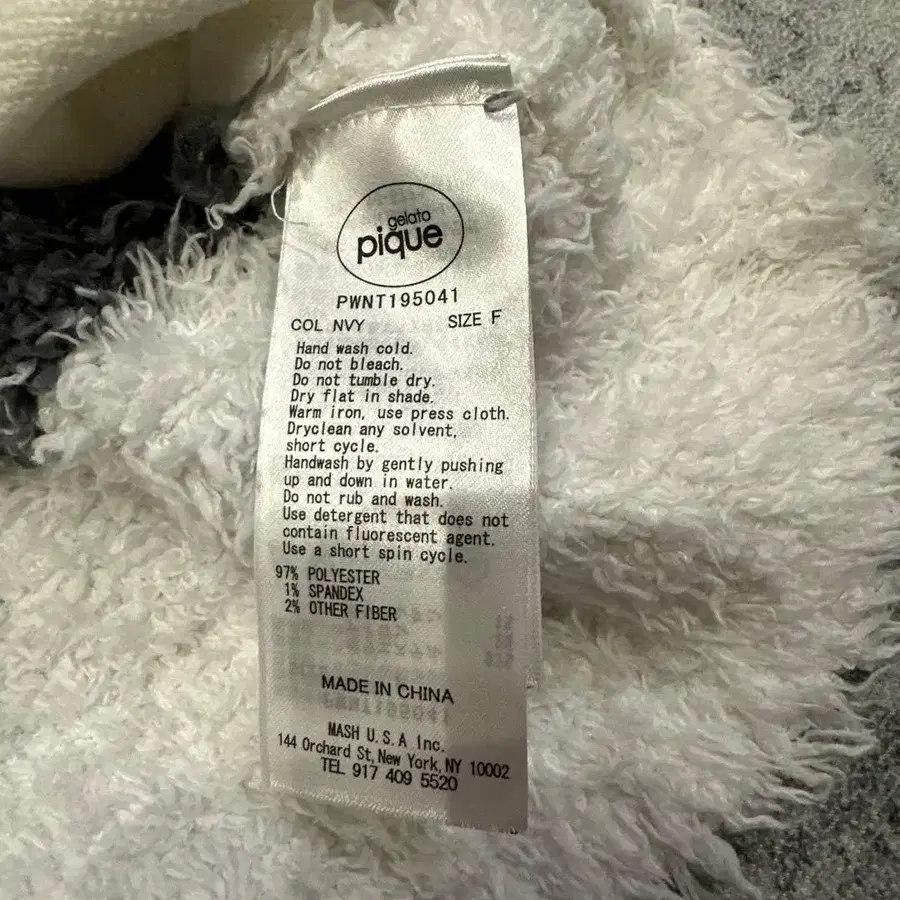 gelato
pique
PWNT195041
COL NVY SIZE F
Hand wash cold.
Do not bleach.
Do not tumble dry.
Dry flat in shade.
Warm iron, use press cloth.
Dryclean any solvent,
short cycle.
Handwash by gently pushing
up and down in water.
Do not rub and wash.
Use detergent that does not
contain fluorescent agent.
Use a short spin cycle.
97% POLYESTER
1% SPANDEX
2% OTHER FIBER
MADE IN CHINA
MASH U.S.A Inc.
144 Orchard St, New York, NY 10002
TEL 917 409 5520